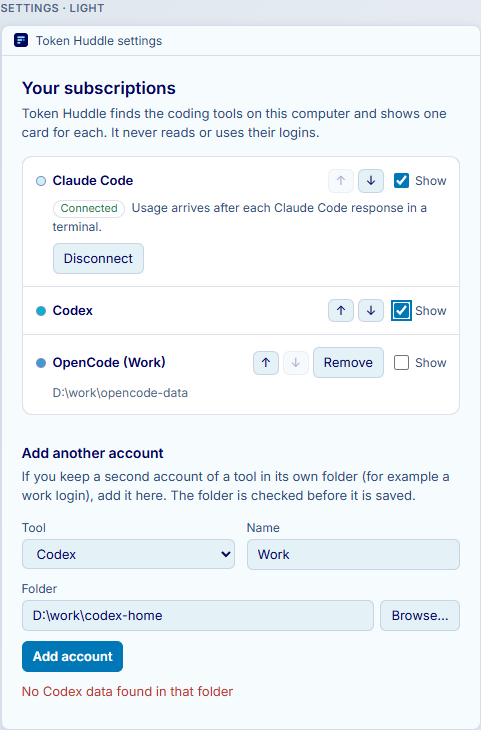 SETTINGS · LIGHT
Token Huddle settings
Your subscriptions
Token Huddle finds the coding tools on this computer and shows one
card for each. It never reads or uses their logins.
Claude Code ↑ ↓ Show
Connected Usage arrives after each Claude Code response in a
terminal.
Disconnect
Codex ↑ ↓ Show
OpenCode (Work) ↑ ↓ Remove Show
D:\work\opencode-data
Add another account
If you keep a second account of a tool in its own folder (for example a
work login), add it here. The folder is checked before it is saved.
Tool Name
Codex Work
Folder
D:\work\codex-home Browse...
Add account
No Codex data found in that folder